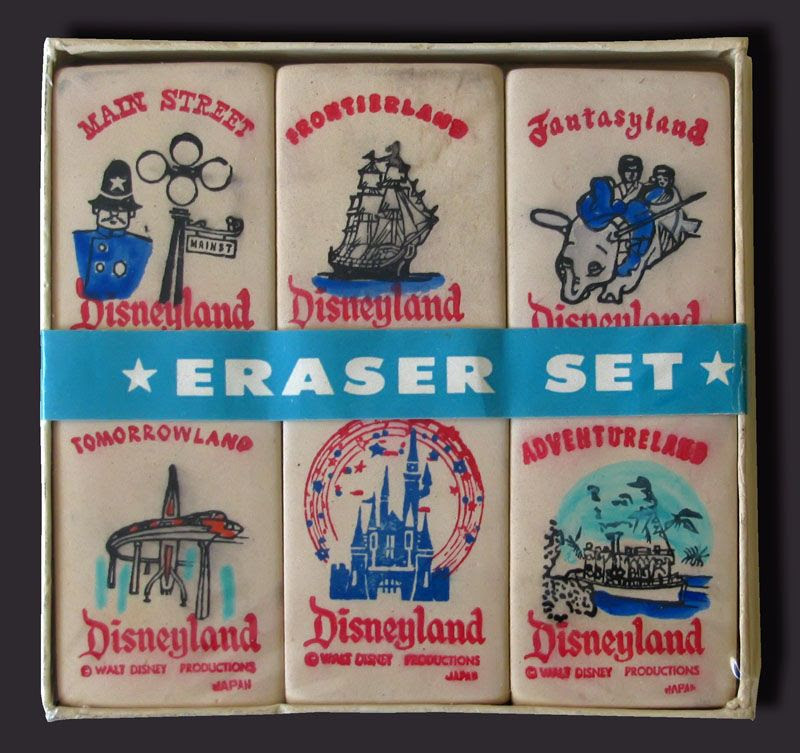 MAIN STREET
MAIN ST
Disneyland
FRONTIERLAND
Disneyland
Fantasyland
Disneyland
★ ERASER SET ★
TOMORROWLAND
Disneyland
© WALT DISNEY PRODUCTIONS
JAPAN
Disneyland
© WALT DISNEY PRODUCTIONS
JAPAN
ADVENTURELAND
Disneyland
© WALT DISNEY PRODUCTIONS
JAPAN